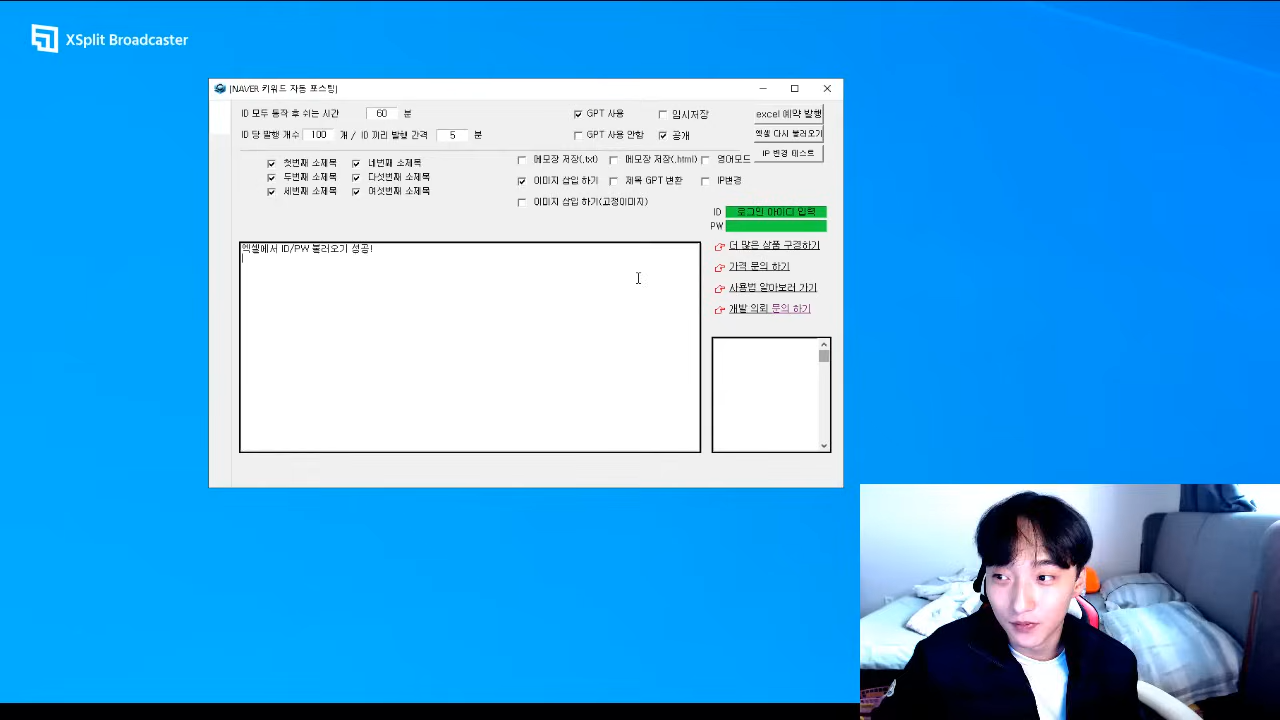 XSplit Broadcaster
[NAVER 키워드 자동 포스팅]
ID 모두 동작 후 쉬는 시간 60 분
GPT 사용 임시저장 excel 예약 발행
ID 당 발행 개수 100 개 / ID 끼리 발행 간격 5 분
GPT 사용 안함 공개 엑셀 다시 불러오기
IP 변경 테스트
첫번째 소제목 네번째 소제목
두번째 소제목 다섯번째 소제목
세번째 소제목 여섯번째 소제목
메모장 저장(.txt) 메모장 저장(.html) 영어모드
이미지 삽입 하기 제목 GPT 변환 IP변경
이미지 삽입 하기(고정이미지)
ID 로그인 아이디 입력
PW
엑셀에서 ID/PW 불러오기 성공!
더 많은 상품 구경하기
가격 문의 하기
사용법 알아보러 가기
개발 의뢰 문의 하기